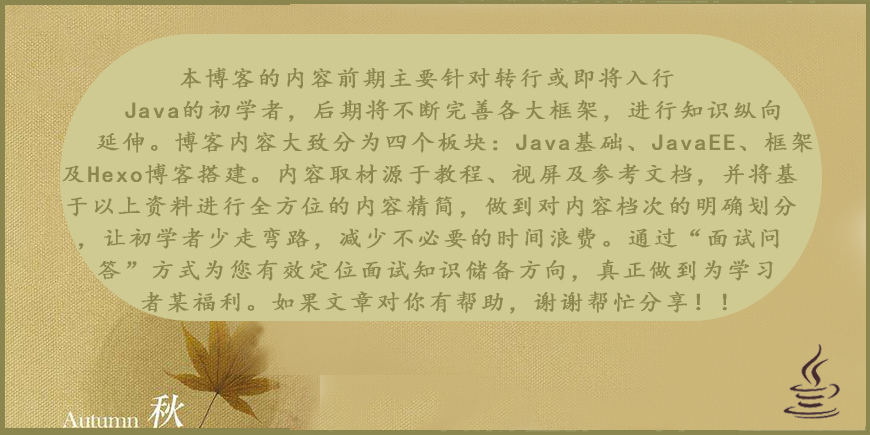 本博客的内容前期主要针对转行或即将入行
Java的初学者，后期将不断完善各大框架，进行知识纵向
延伸。博客内容大致分为四个板块：Java基础、JavaEE、框架
及Hexo博客搭建。内容取材源于教程、视屏及参考文档，并将基
于以上资料进行全方位的内容精简，做到对内容档次的明确划分
，让初学者少走弯路，减少不必要的时间浪费。通过“面试问
答”方式为您有效定位面试知识储备方向，真正做到为学习
者某福利。如果文章对你有帮助，谢谢帮忙分享！！
Autumn 秋